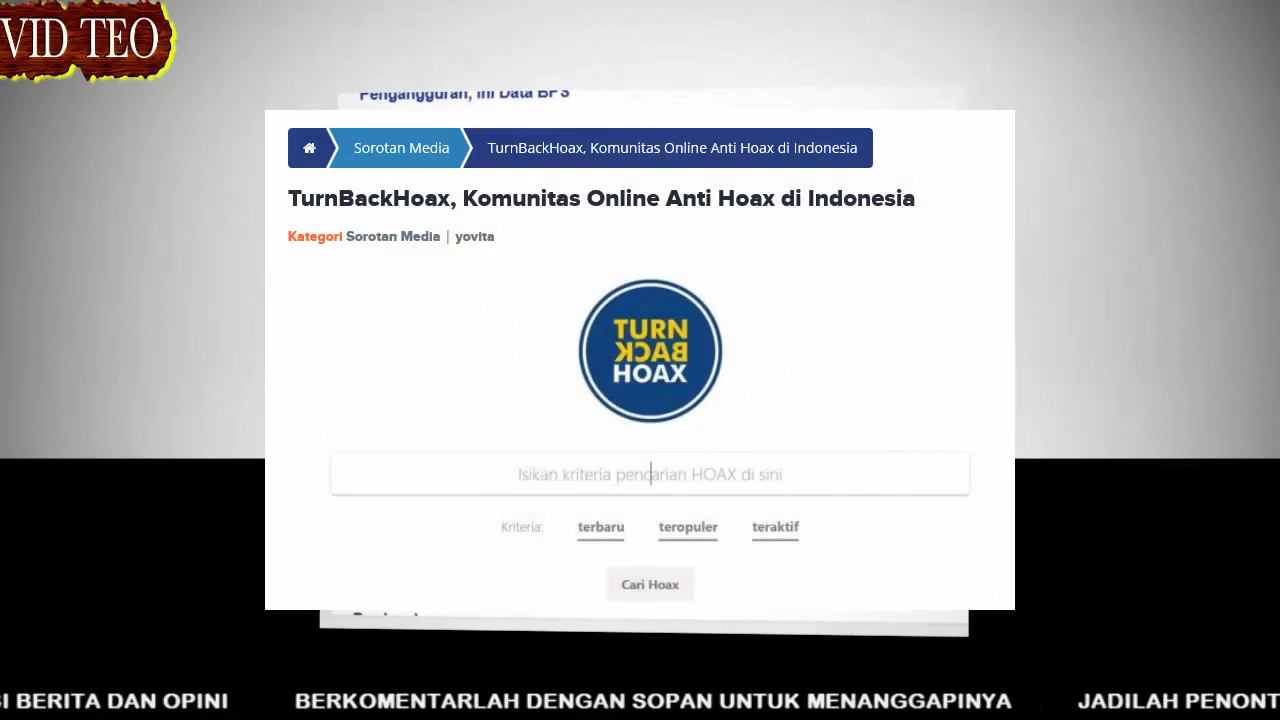 VID TEO
Pengangguran, Ini Data BPS
Sorotan Media
TurnBackHoax, Komunitas Online Anti Hoax di Indonesia
TurnBackHoax, Komunitas Online Anti Hoax di Indonesia
Kategori Sorotan Media | yovita
TURN
BACK
HOAX
Isikan kriteria pencarian HOAX di sini
Kriteria: terbaru teropuler teraktif
Cari Hoax
BERITA DAN OPINI BERKOMENTARLAH DENGAN SOPAN UNTUK MENANGGAPINYA JADILAH